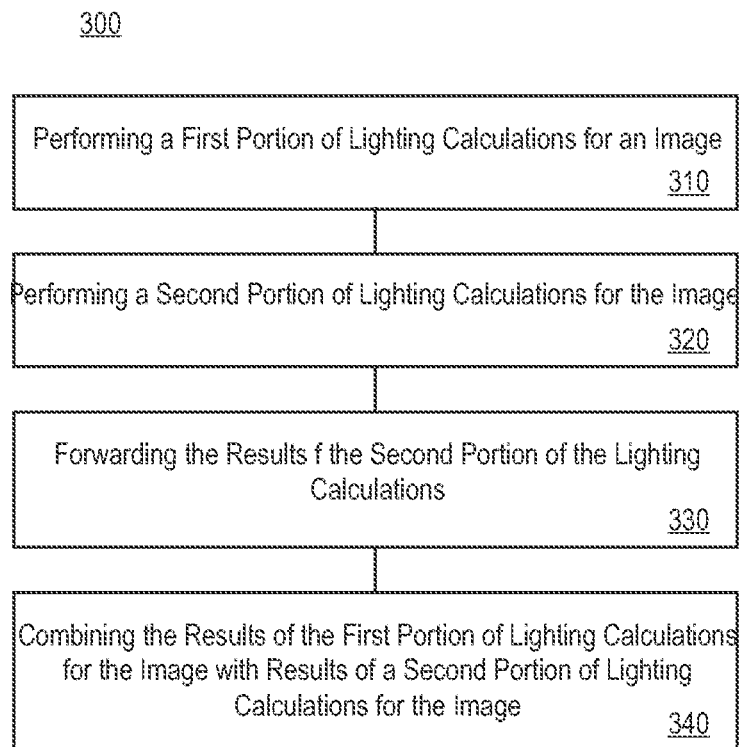 300
Performing a First Portion of Lighting Calculations for an Image
310
Performing a Second Portion of Lighting Calculations for the Image
320
Forwarding the Results f the Second Portion of the Lighting
Calculations
330
Combining the Results of the First Portion of Lighting Calculations
for the Image with Results of a Second Portion of Lighting
Calculations for the Image
340